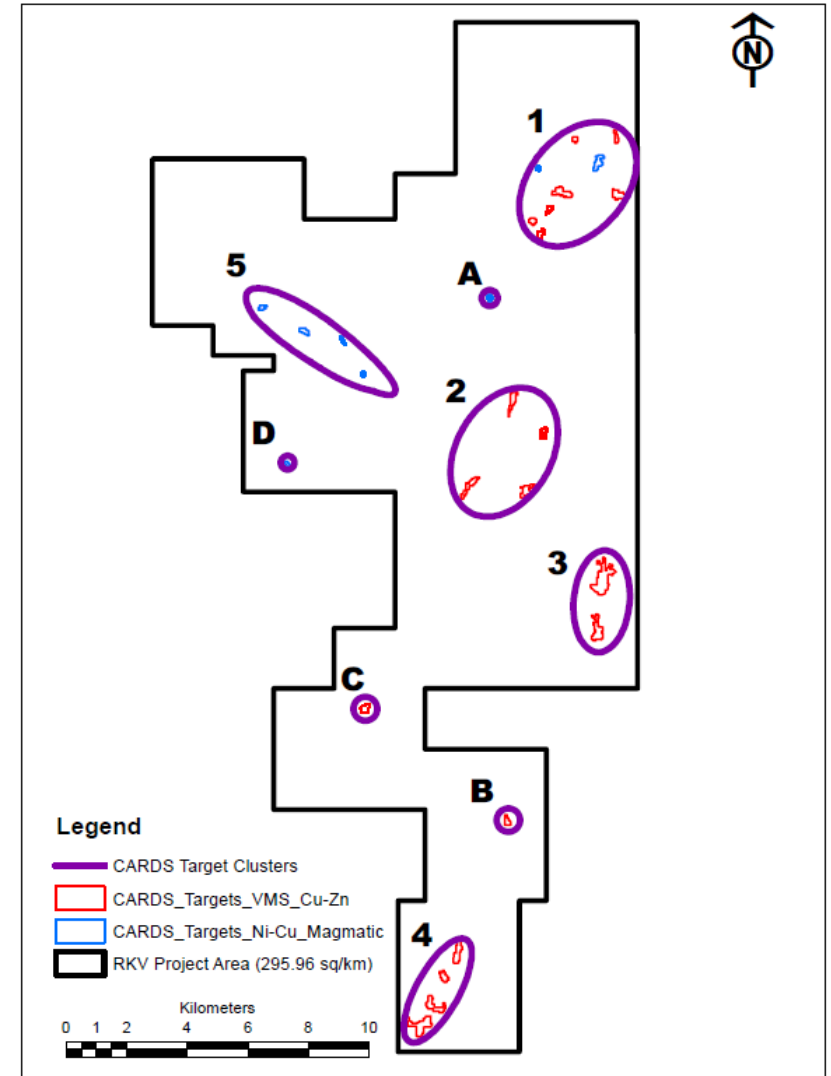 N
1
5
A
2
D
3
C
B
4
Legend
CARDS Target Clusters
CARDS_Targets_VMS_Cu-Zn
CARDS_Targets_Ni-Cu_Magmatic
RKV Project Area (295.96 sq/km)
Kilometers
0 1 2 4 6 8 10